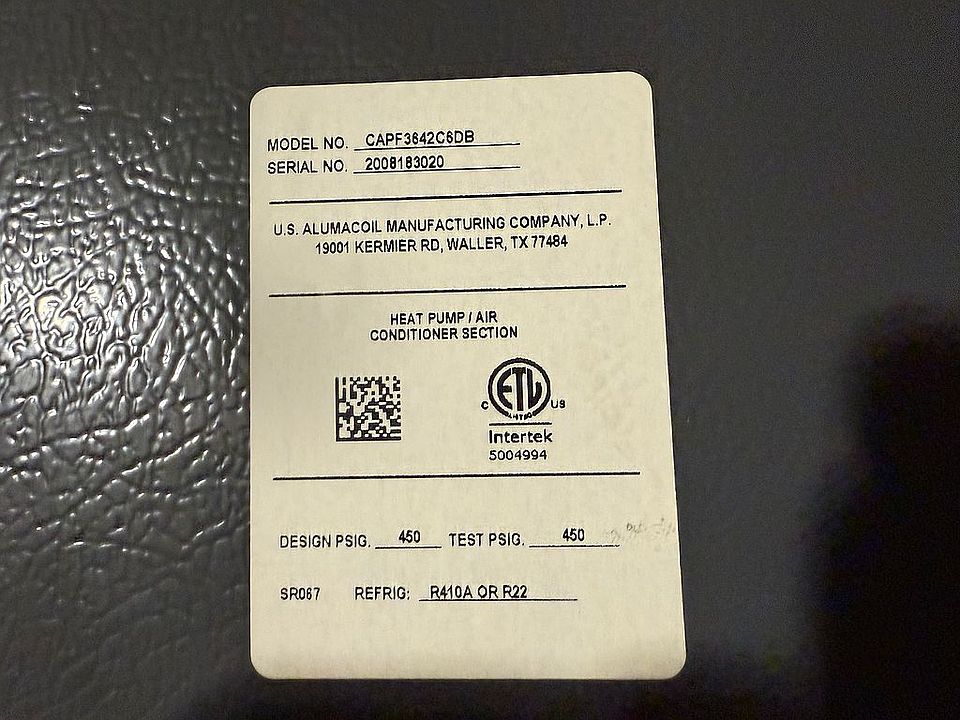 MODEL NO. CAPF3642C6DB
SERIAL NO. 2008183020
U.S. ALUMACOIL MANUFACTURING COMPANY, L.P.
19001 KERMIER RD, WALLER, TX 77484
HEAT PUMP / AIR
CONDITIONER SECTION
ETL
C US
LISTED
Intertek
5004994
DESIGN PSIG. 450 TEST PSIG. 450
SR067 REFRIG: R410A OR R22